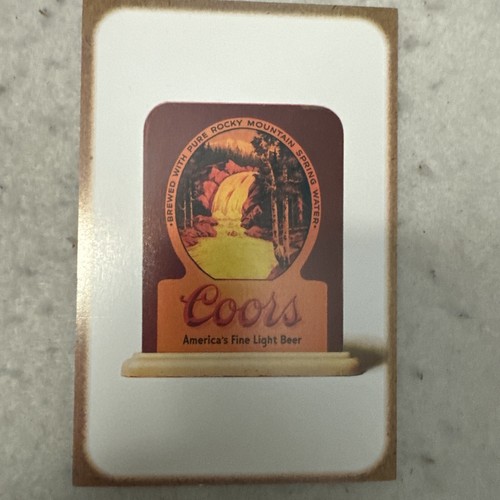 •BREWED WITH PURE ROCKY MOUNTAIN SPRING WATER•
Coors
America's Fine Light Beer